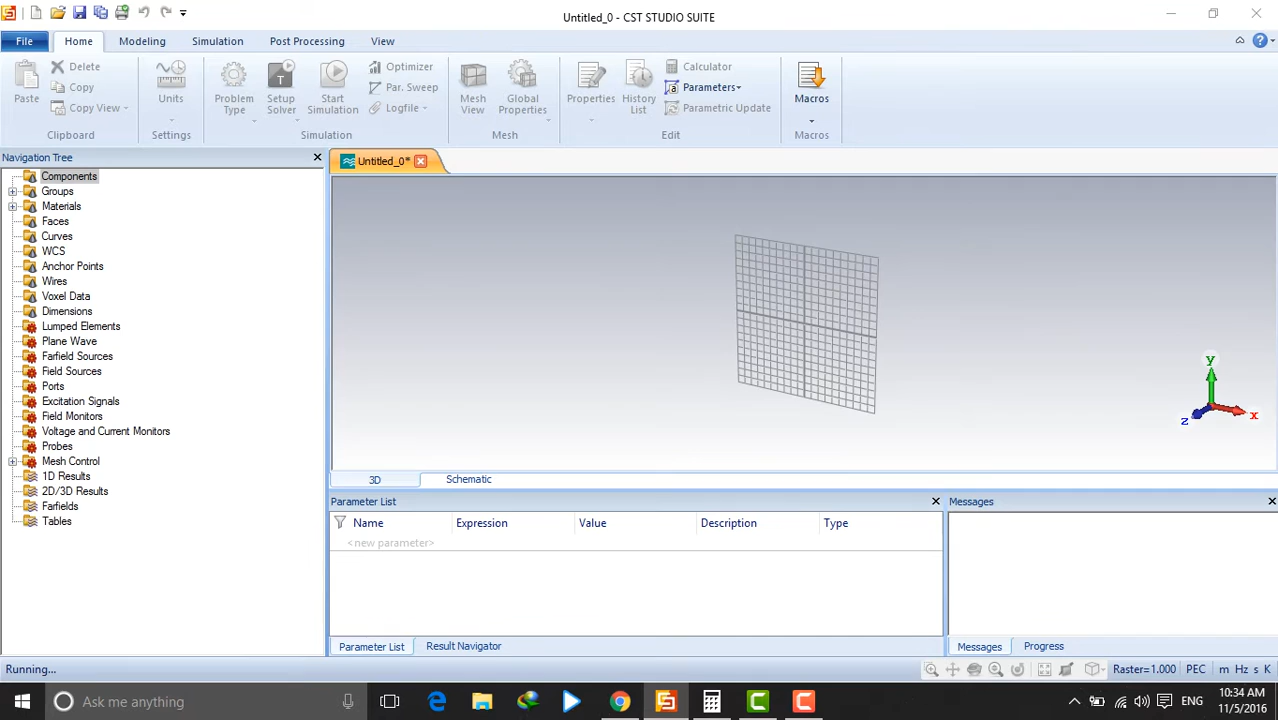 Untitled_0 - CST STUDIO SUITE
File Home Modeling Simulation Post Processing View
Paste
Delete
Copy
Copy View
Clipboard
Units
Settings
Problem Type
Setup Solver
Start Simulation
Optimizer
Par. Sweep
Logfile
Simulation
Mesh View
Global Properties
Mesh
Properties
History List
Calculator
Parameters
Parametric Update
Edit
Macros
Macros
Navigation Tree
Untitled_0*
Components
Groups
Materials
Faces
Curves
WCS
Anchor Points
Wires
Voxel Data
Dimensions
Lumped Elements
Plane Wave
Farfield Sources
Field Sources
Ports
Excitation Signals
Field Monitors
Voltage and Current Monitors
Probes
Mesh Control
1D Results
2D/3D Results
Farfields
Tables
y
z
x
3D Schematic
Parameter List
Name Expression Value Description Type
<new parameter>
Parameter List Result Navigator
Messages
Messages Progress
Running...
Raster=1.000 PEC m Hz s K
Ask me anything
ENG
10:34 AM
11/5/2016